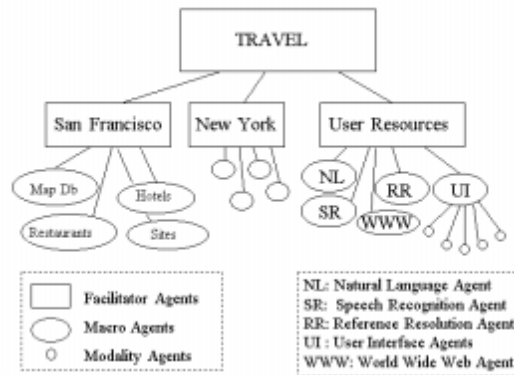 TRAVEL
San Francisco
New York
User Resources
Map Db
Hotels
Restaurants
Sites
NL
RR
UI
SR
WWW
Facilitator Agents
Macro Agents
Modality Agents
NL: Natural Language Agent
SR: Speech Recognition Agent
RR: Reference Resolution Agent
UI : User Interface Agents
WWW: World Wide Web Agent